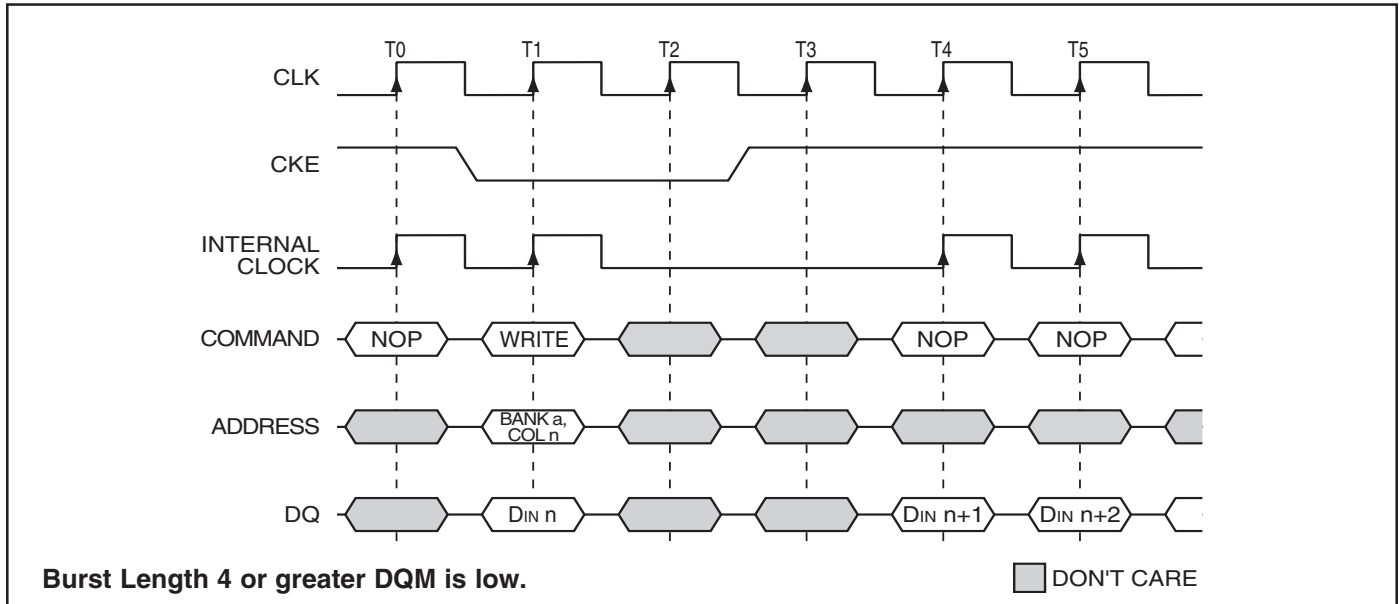 T0 T1 T2 T3 T4 T5
CLK
CKE
INTERNAL
CLOCK
COMMAND NOP WRITE NOP NOP
ADDRESS BANK a,
COL n
DQ DIN n DIN n+1 DIN n+2
Burst Length 4 or greater DQM is low. DON'T CARE